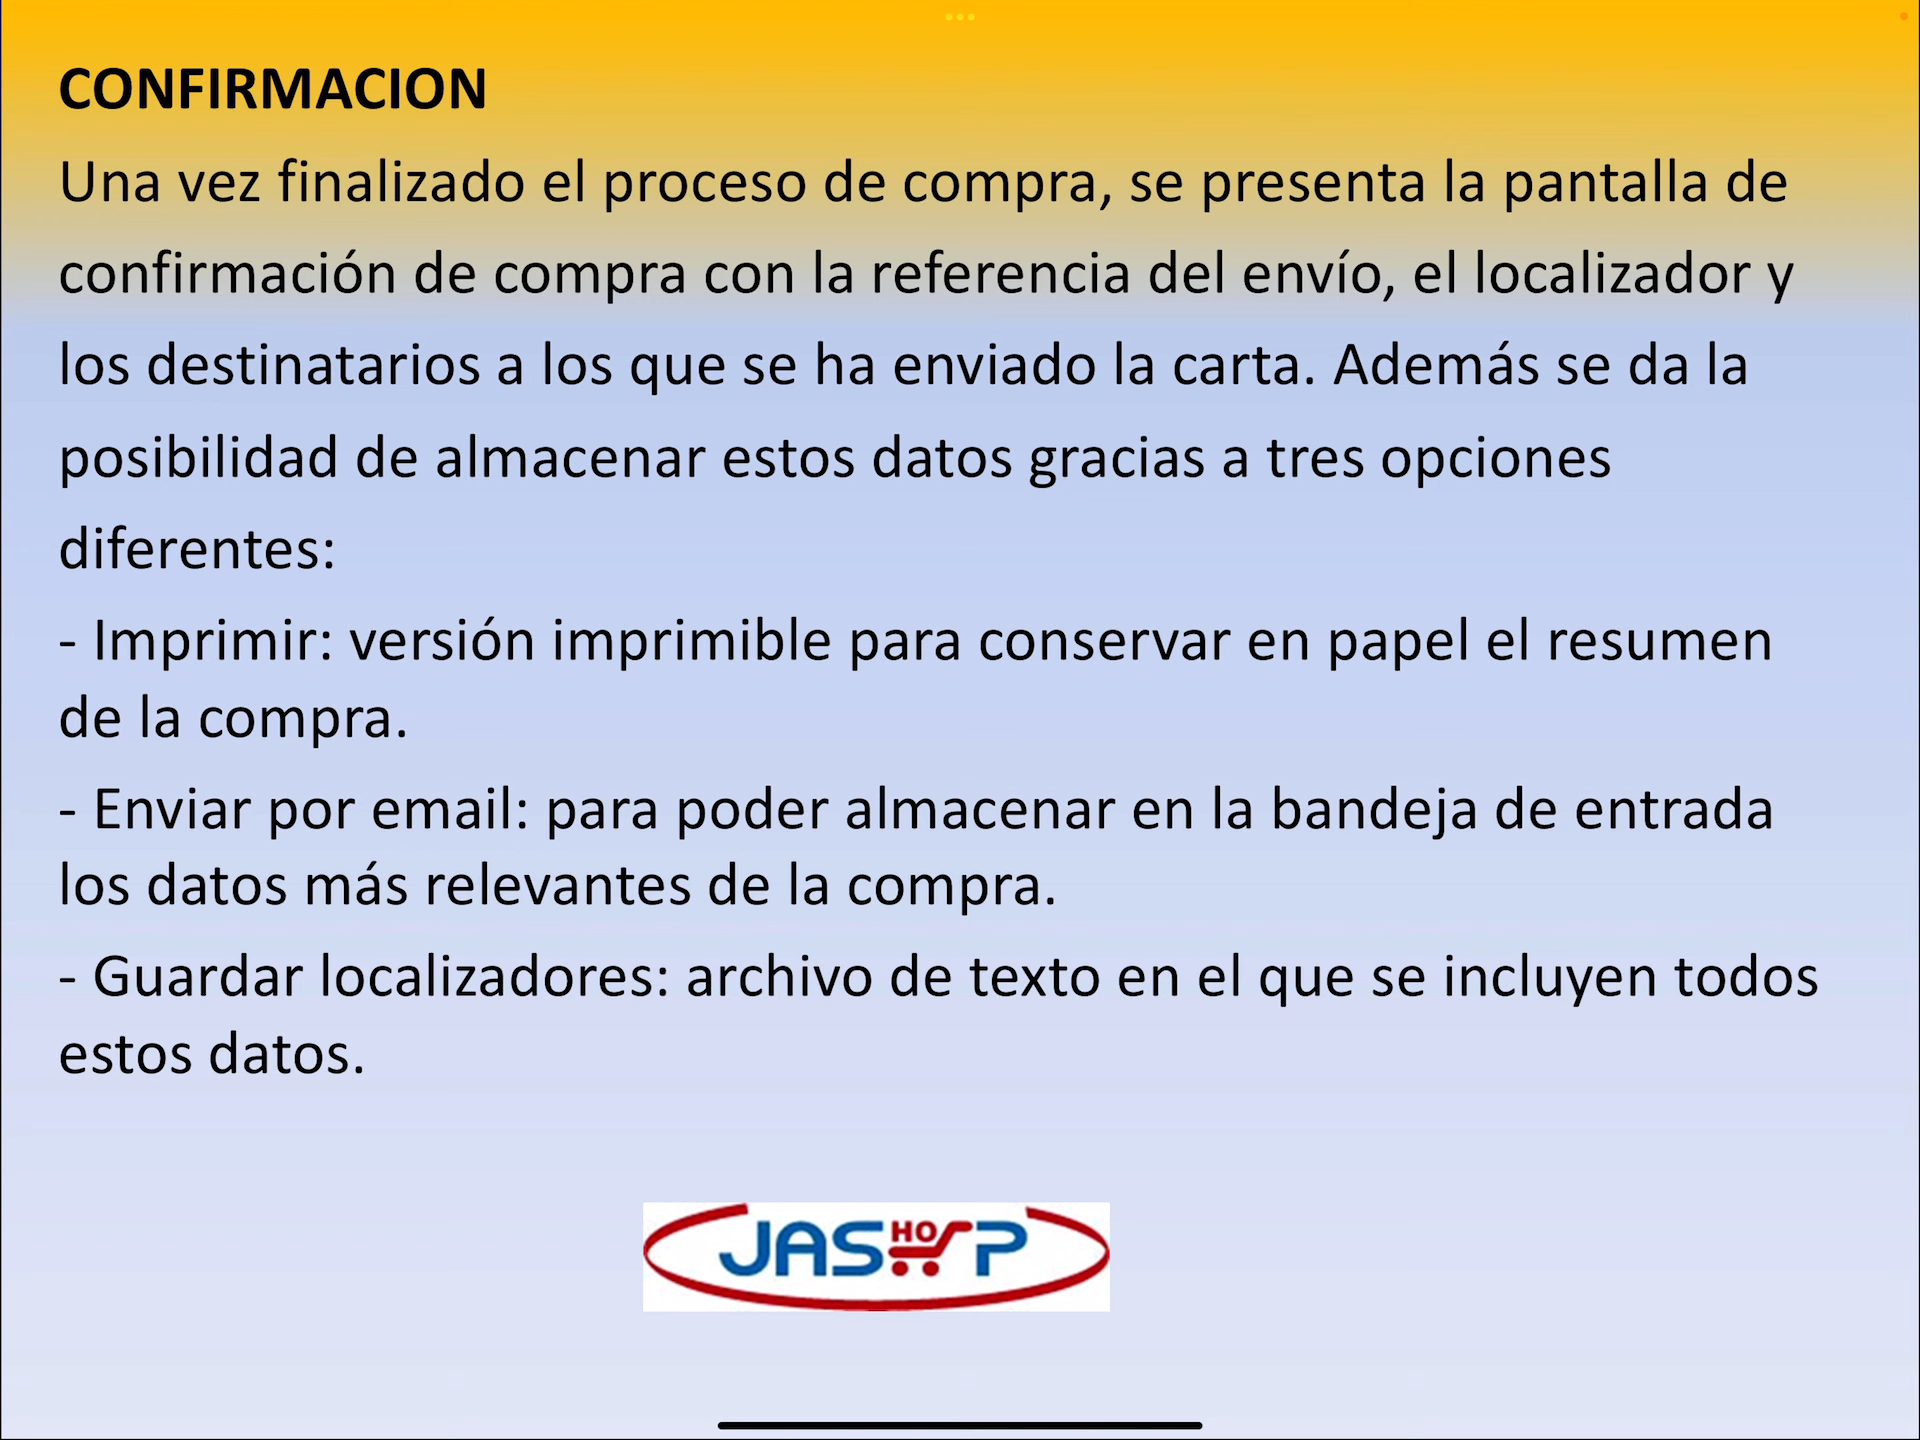 CONFIRMACION
Una vez finalizado el proceso de compra, se presenta la pantalla de
confirmación de compra con la referencia del envío, el localizador y
los destinatarios a los que se ha enviado la carta. Además se da la
posibilidad de almacenar estos datos gracias a tres opciones
diferentes:
- Imprimir: versión imprimible para conservar en papel el resumen
de la compra.
- Enviar por email: para poder almacenar en la bandeja de entrada
los datos más relevantes de la compra.
- Guardar localizadores: archivo de texto en el que se incluyen todos
estos datos.
JASHOP